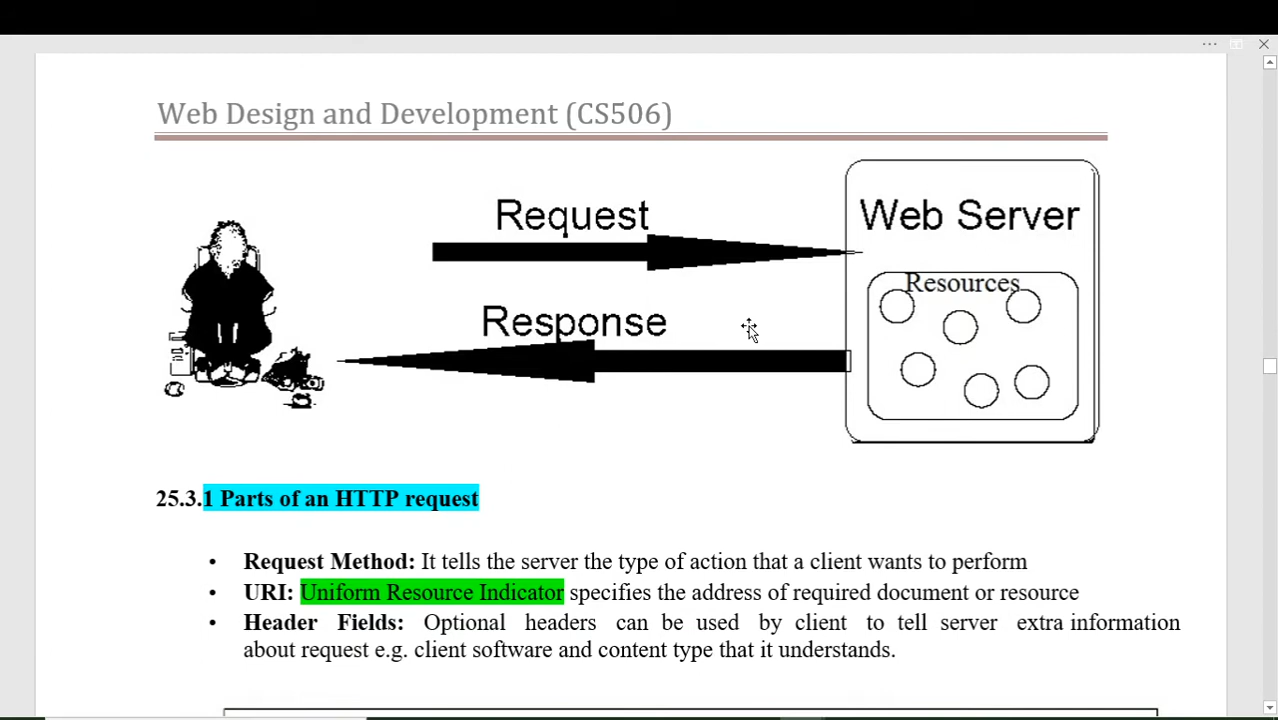 Web Design and Development (CS506)
Request
Web Server
Resources
Response
25.3.1 Parts of an HTTP request
• Request Method: It tells the server the type of action that a client wants to perform
• URI: Uniform Resource Indicator specifies the address of required document or resource
• Header Fields: Optional headers can be used by client to tell server extra information
about request e.g. client software and content type that it understands.